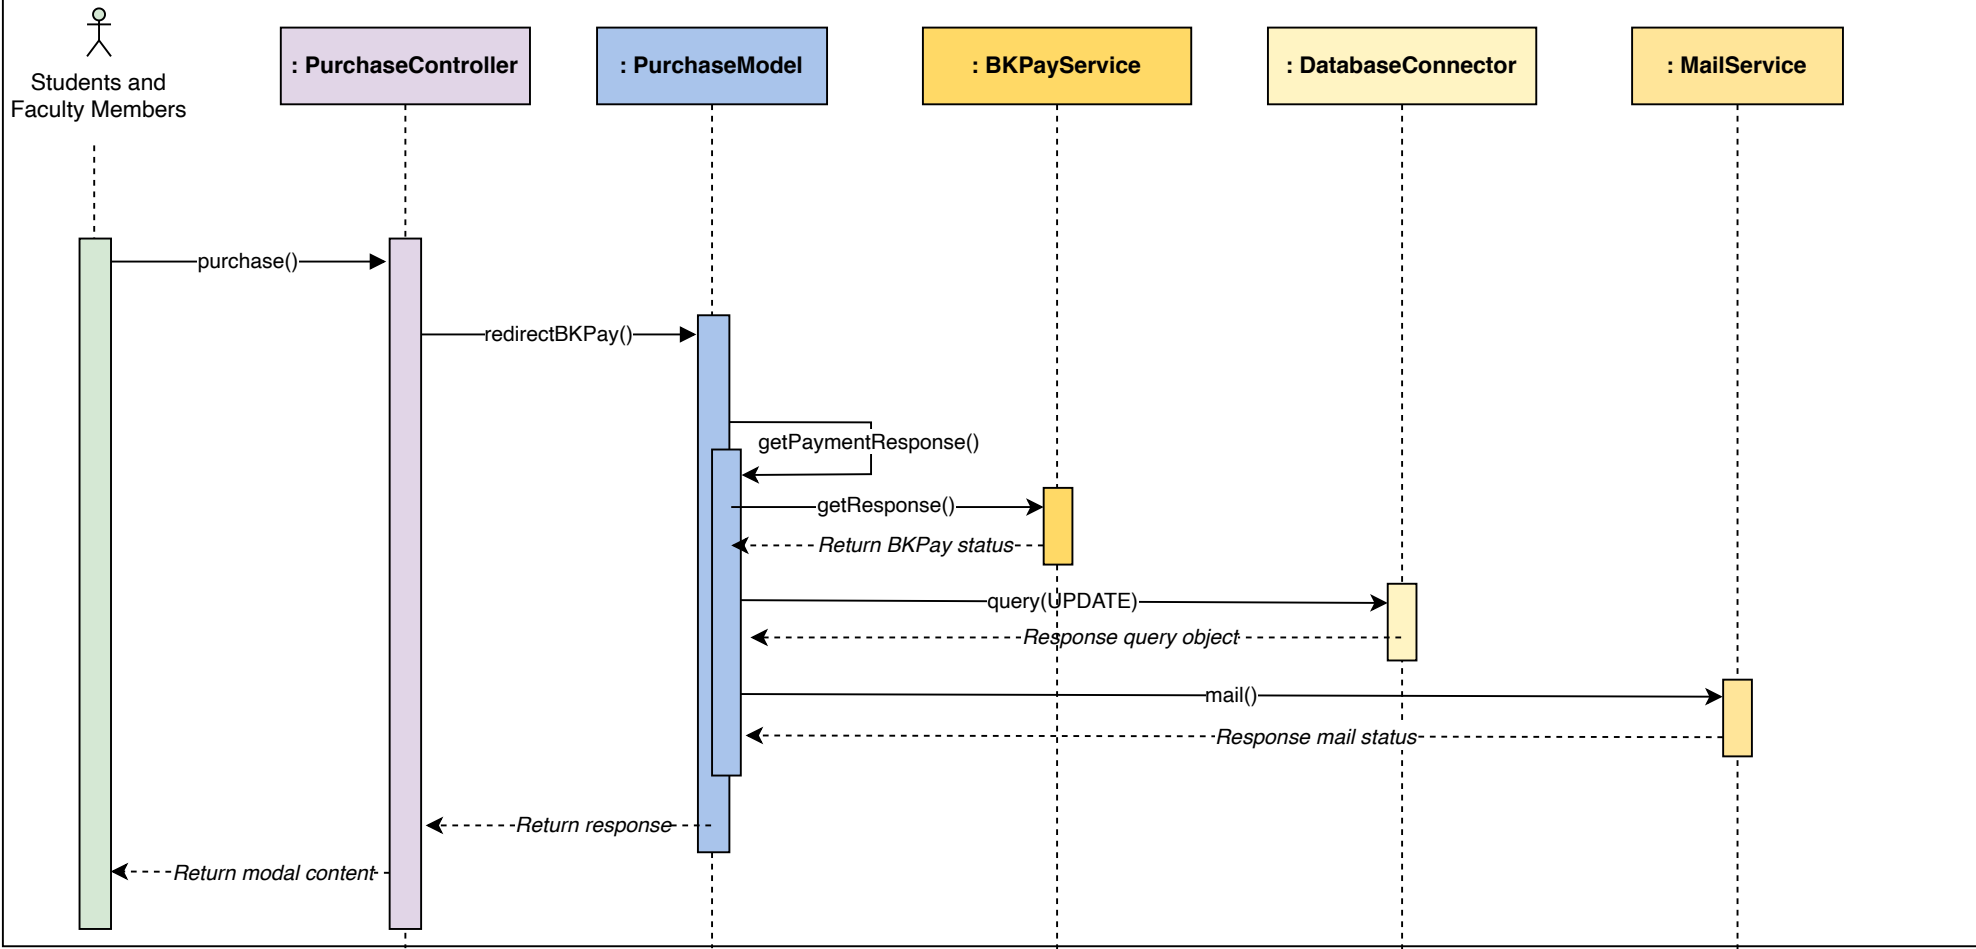 Students and
Faculty Members
: PurchaseController
: PurchaseModel
: BKPayService
: DatabaseConnector
: MailService
purchase()
redirectBKPay()
getPaymentResponse()
getResponse()
Return BKPay status
query(UPDATE)
Response query object
mail()
Response mail status
Return response
Return modal content